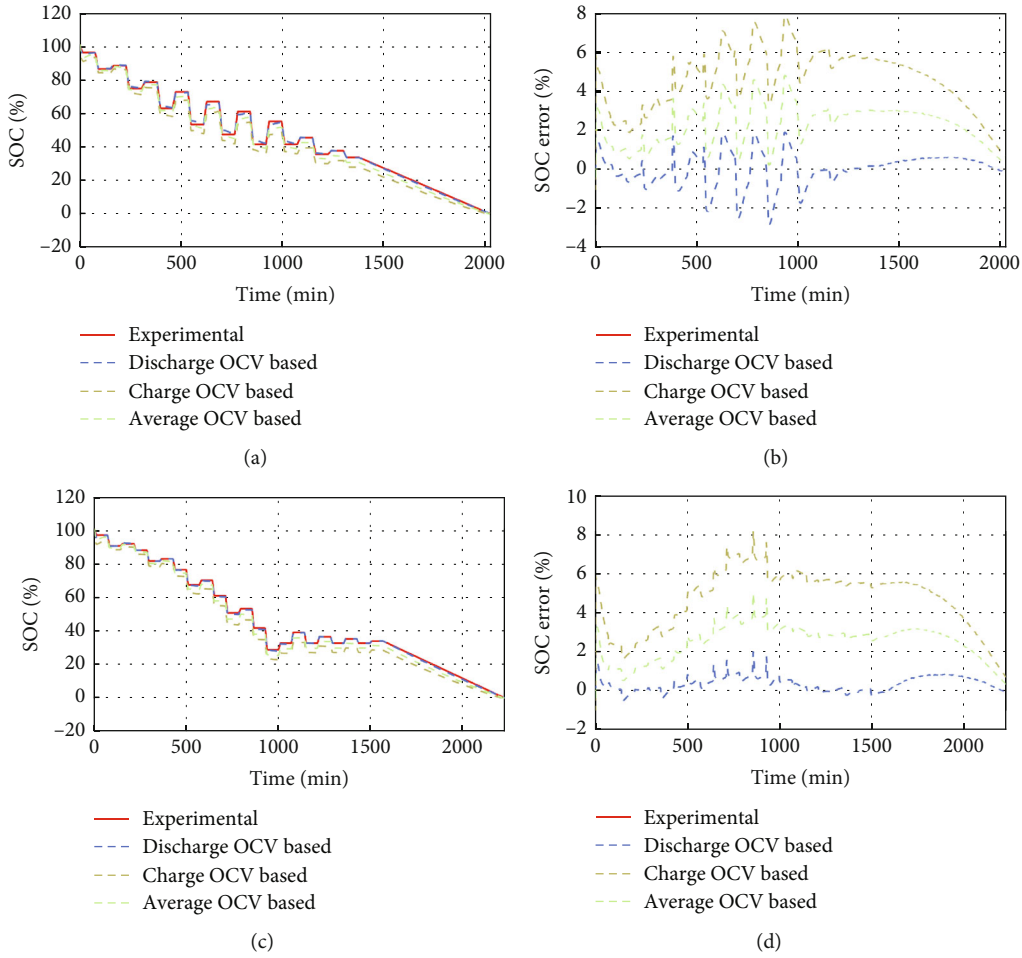 120
100
80
60
40
20
0
−20
SOC (%)
0 500 1000 1500 2000
Time (min)
Experimental
Discharge OCV based
Charge OCV based
Average OCV based
(a)
8
6
4
2
0
−2
−4
SOC error (%)
0 500 1000 1500 2000
Time (min)
Experimental
Discharge OCV based
Charge OCV based
Average OCV based
(b)
120
100
80
60
40
20
0
−20
SOC (%)
0 500 1000 1500 2000
Time (min)
Experimental
Discharge OCV based
Charge OCV based
Average OCV based
(c)
10
8
6
4
2
0
−2
SOC error (%)
0 500 1000 1500 2000
Time (min)
Experimental
Discharge OCV based
Charge OCV based
Average OCV based
(d)